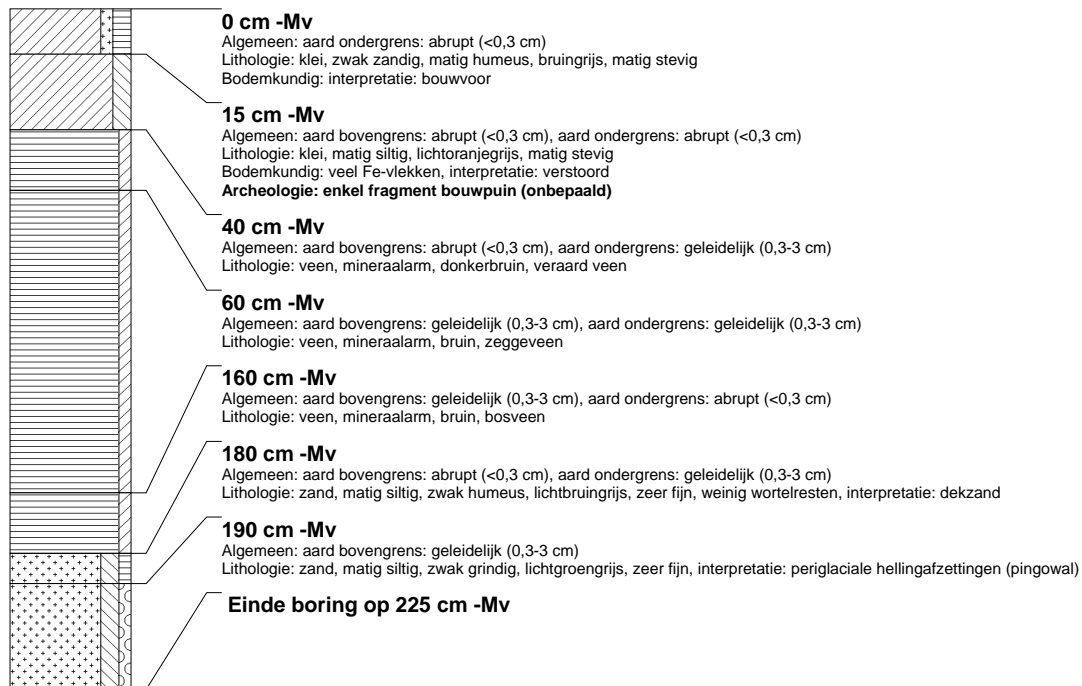 0 cm -Mv
Algemeen: aard ondergrens: abrupt (<0,3 cm)
Lithologie: klei, zwak zandig, matig humeus, bruingrijs, matig stevig
Bodemkundig: interpretatie: bouwvoor
15 cm -Mv
Algemeen: aard bovengrens: abrupt (<0,3 cm), aard ondergrens: abrupt (<0,3 cm)
Lithologie: klei, matig siltig, lichtoranjegrijs, matig stevig
Bodemkundig: veel Fe-vlekken, interpretatie: verstoord
Archeologie: enkel fragment bouwpuin (onbepaald)
40 cm -Mv
Algemeen: aard bovengrens: abrupt (<0,3 cm), aard ondergrens: geleidelijk (0,3-3 cm)
Lithologie: veen, mineraalarm, donkerbruin, veraard veen
60 cm -Mv
Algemeen: aard bovengrens: geleidelijk (0,3-3 cm), aard ondergrens: geleidelijk (0,3-3 cm)
Lithologie: veen, mineraalarm, bruin, zeggeveen
160 cm -Mv
Algemeen: aard bovengrens: geleidelijk (0,3-3 cm), aard ondergrens: abrupt (<0,3 cm)
Lithologie: veen, mineraalarm, bruin, bosveen
180 cm -Mv
Algemeen: aard bovengrens: abrupt (<0,3 cm), aard ondergrens: geleidelijk (0,3-3 cm)
Lithologie: zand, matig siltig, zwak humeus, lichtbruingrijs, zeer fijn, weinig wortelresten, interpretatie: dekzand
190 cm -Mv
Algemeen: aard bovengrens: geleidelijk (0,3-3 cm)
Lithologie: zand, matig siltig, zwak grindig, lichtgroengrijs, zeer fijn, interpretatie: periglaciale hellingafzettingen (pingowal)
Einde boring op 225 cm -Mv